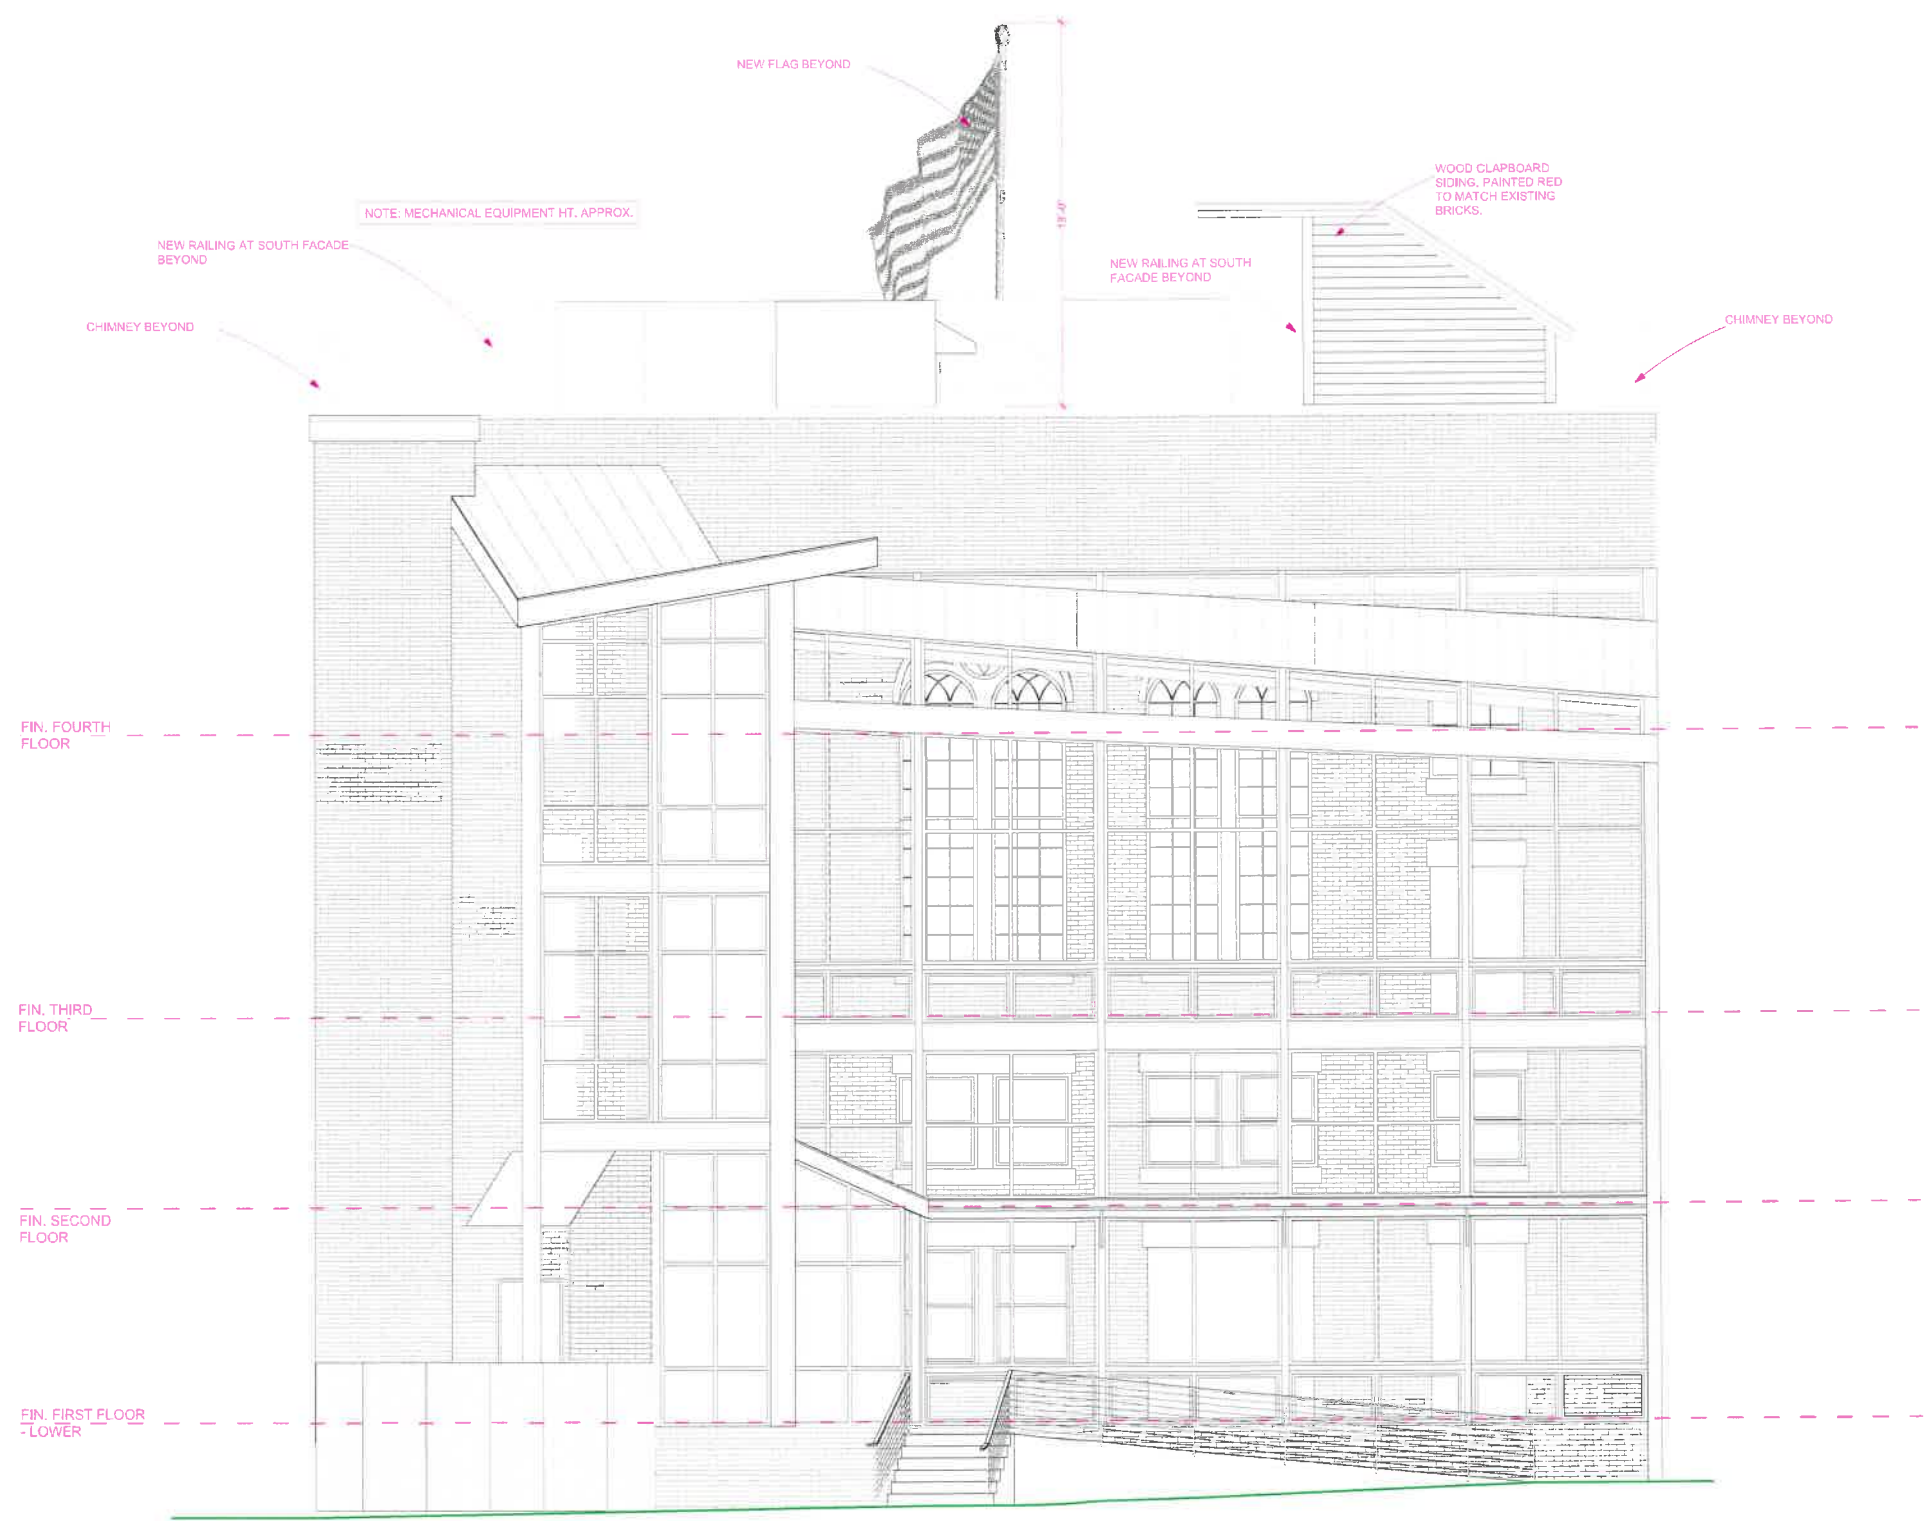 NEW FLAG BEYOND
WOOD CLAPBOARD
SIDING, PAINTED RED
TO MATCH EXISTING
BRICKS.
NOTE: MECHANICAL EQUIPMENT HT. APPROX.
18'-0"
NEW RAILING AT SOUTH FACADE
BEYOND
NEW RAILING AT SOUTH
FACADE BEYOND
CHIMNEY BEYOND
CHIMNEY BEYOND
FIN. FOURTH
FLOOR
FIN. THIRD
FLOOR
FIN. SECOND
FLOOR
FIN. FIRST FLOOR
- LOWER